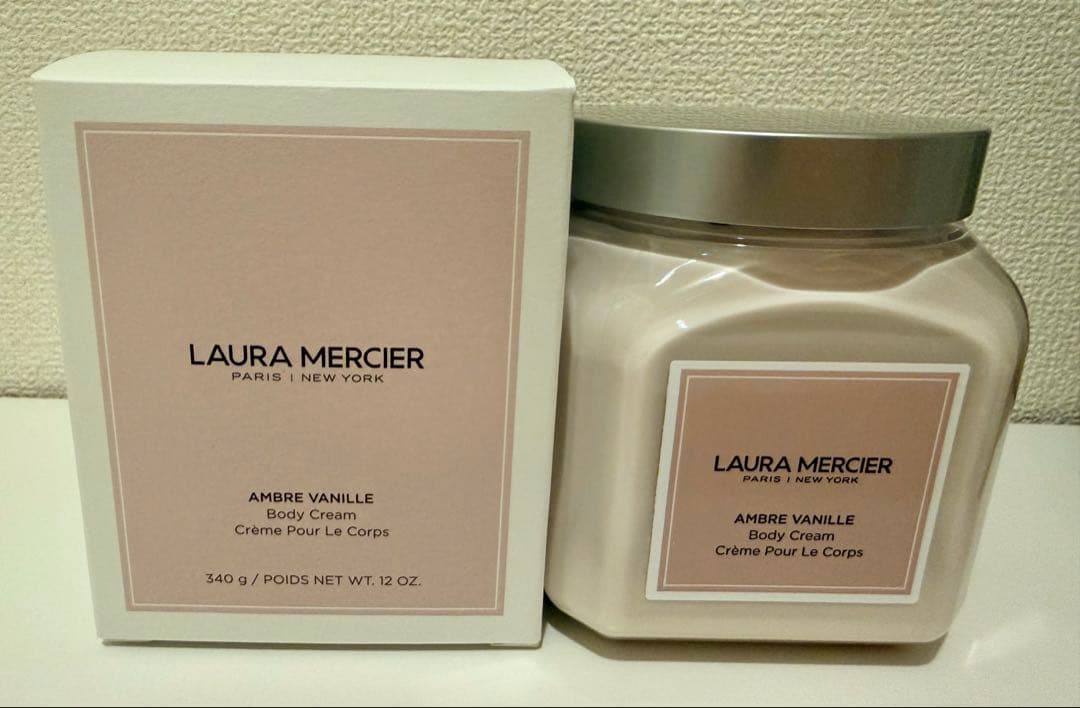 LAURA MERCIER
PARIS | NEW YORK
AMBRE VANILLE
Body Cream
Crème Pour Le Corps
340 g / POIDS NET WT. 12 OZ.
LAURA MERCIER
PARIS | NEW YORK
AMBRE VANILLE
Body Cream
Crème Pour Le Corps